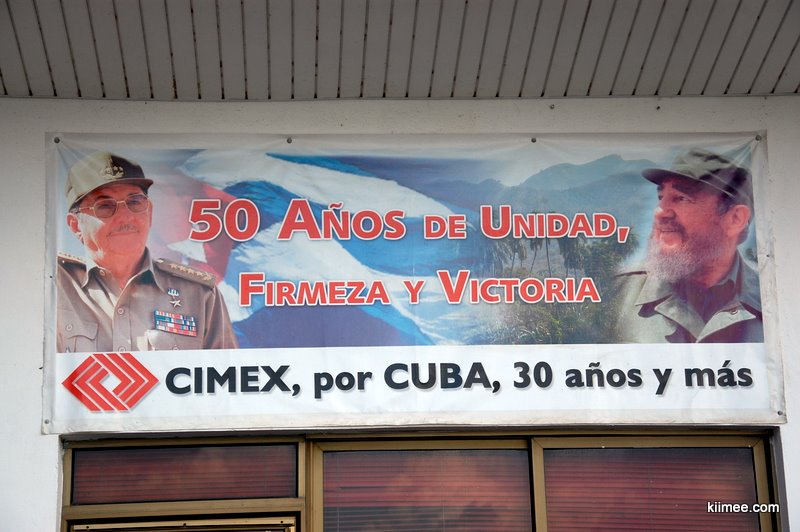 50 AÑOS DE UNIDAD,
FIRMEZA Y VICTORIA
CIMEX, por CUBA, 30 años y más
kiimee.com